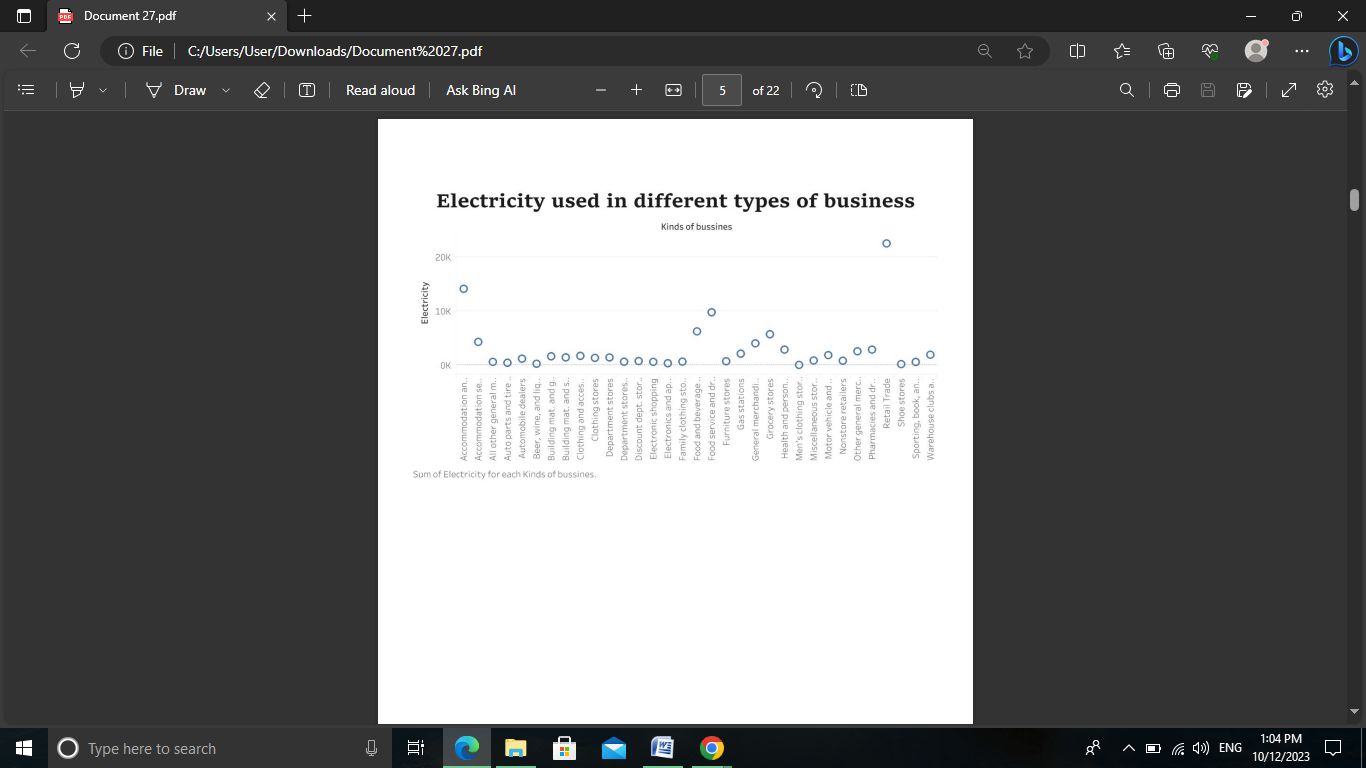 Document 27.pdf
File
C:/Users/User/Downloads/Document%2027.pdf
Draw
Read aloud
Ask Bing AI
5
of 22
Electricity used in different types of business
Kinds of bussines
Electricity
20K
10K
0K
Accommodation an..
Accommodation se..
All other general m..
Auto parts and tire ..
Automobile dealers
Beer, wine, and liq..
Building mat. and g..
Building mat. and s..
Clothing and acces..
Clothing stores
Department stores
Department stores..
Discount dept. stor..
Electronic shopping
Electronics and ap..
Family clothing sto..
Food and beverage..
Food service and dr..
Furniture stores
Gas stations
General merchandi..
Grocery stores
Health and person..
Men's clothing stor..
Miscellaneous stor..
Motor vehicle and ..
Nonstore retailers
Other general merc..
Pharmacies and dr..
Retail Trade
Shoe stores
Sporting, book, an..
Warehouse clubs a..
Sum of Electricity for each Kinds of bussines.
Type here to search
ENG
1:04 PM
10/12/2023